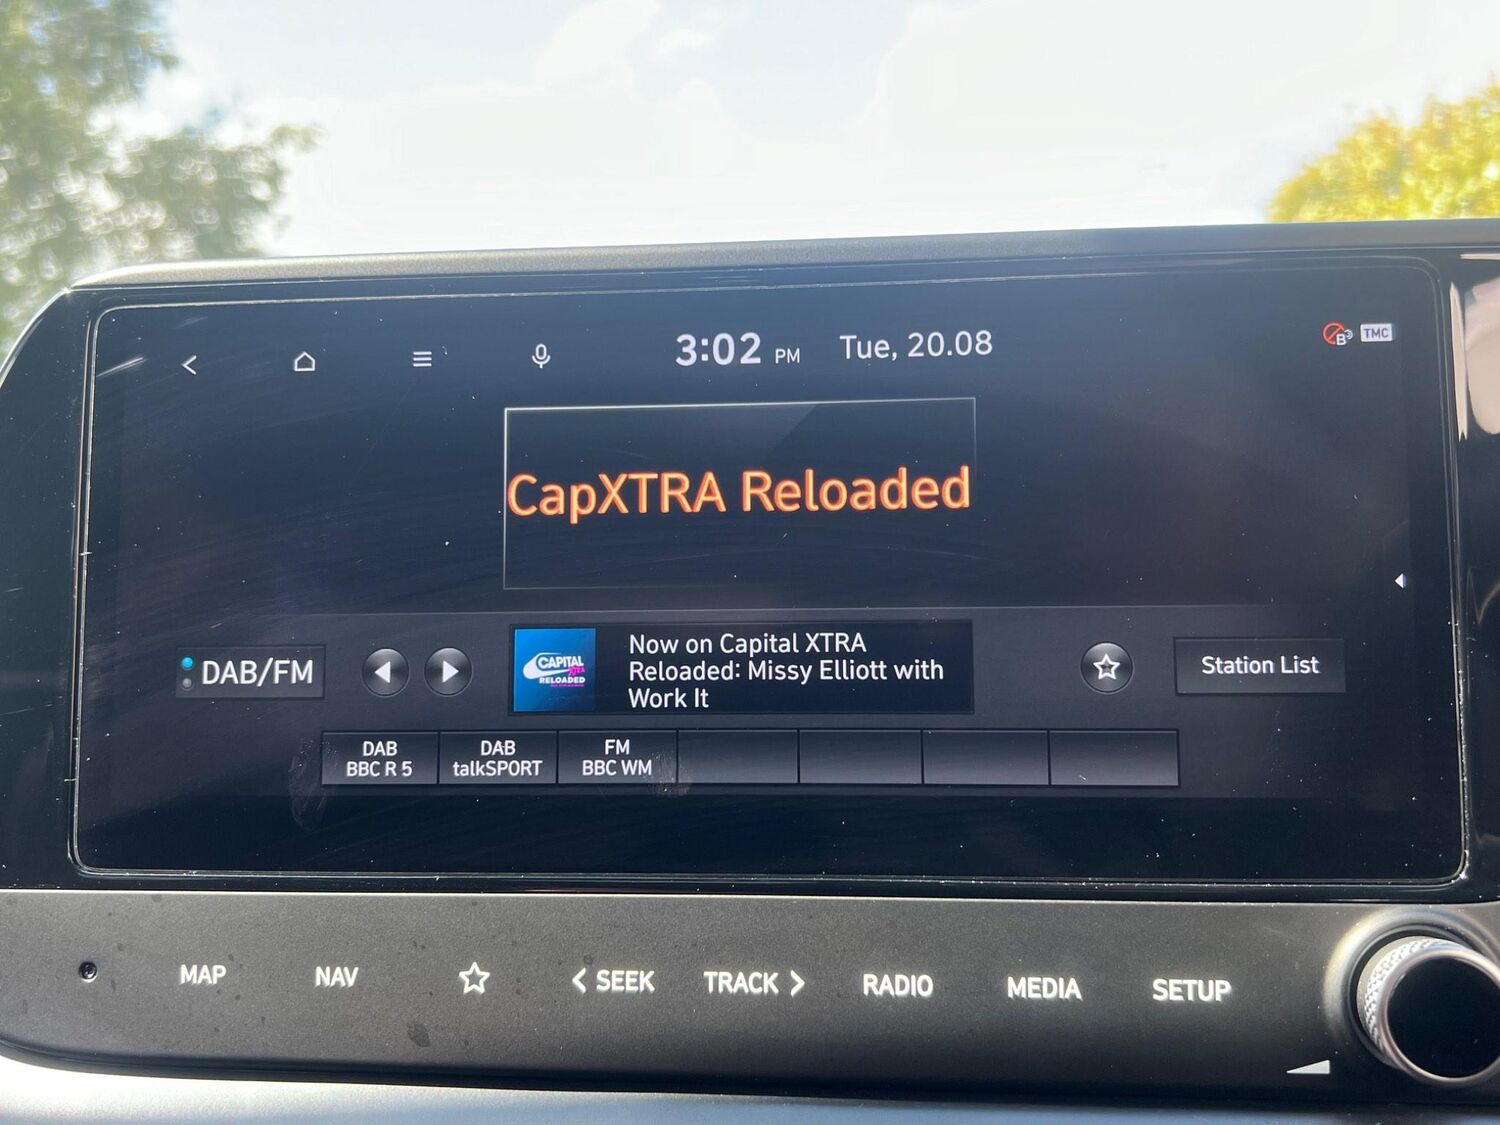 3:02 PM Tue, 20.08
B
TMC
CapXTRA Reloaded
DAB/FM
CAPITAL
XTRA
RELOADED
Now on Capital XTRA
Reloaded: Missy Elliott with
Work It
Station List
DAB
BBC R 5
DAB
talkSPORT
FM
BBC WM
MAP
NAV
< SEEK
TRACK >
RADIO
MEDIA
SETUP